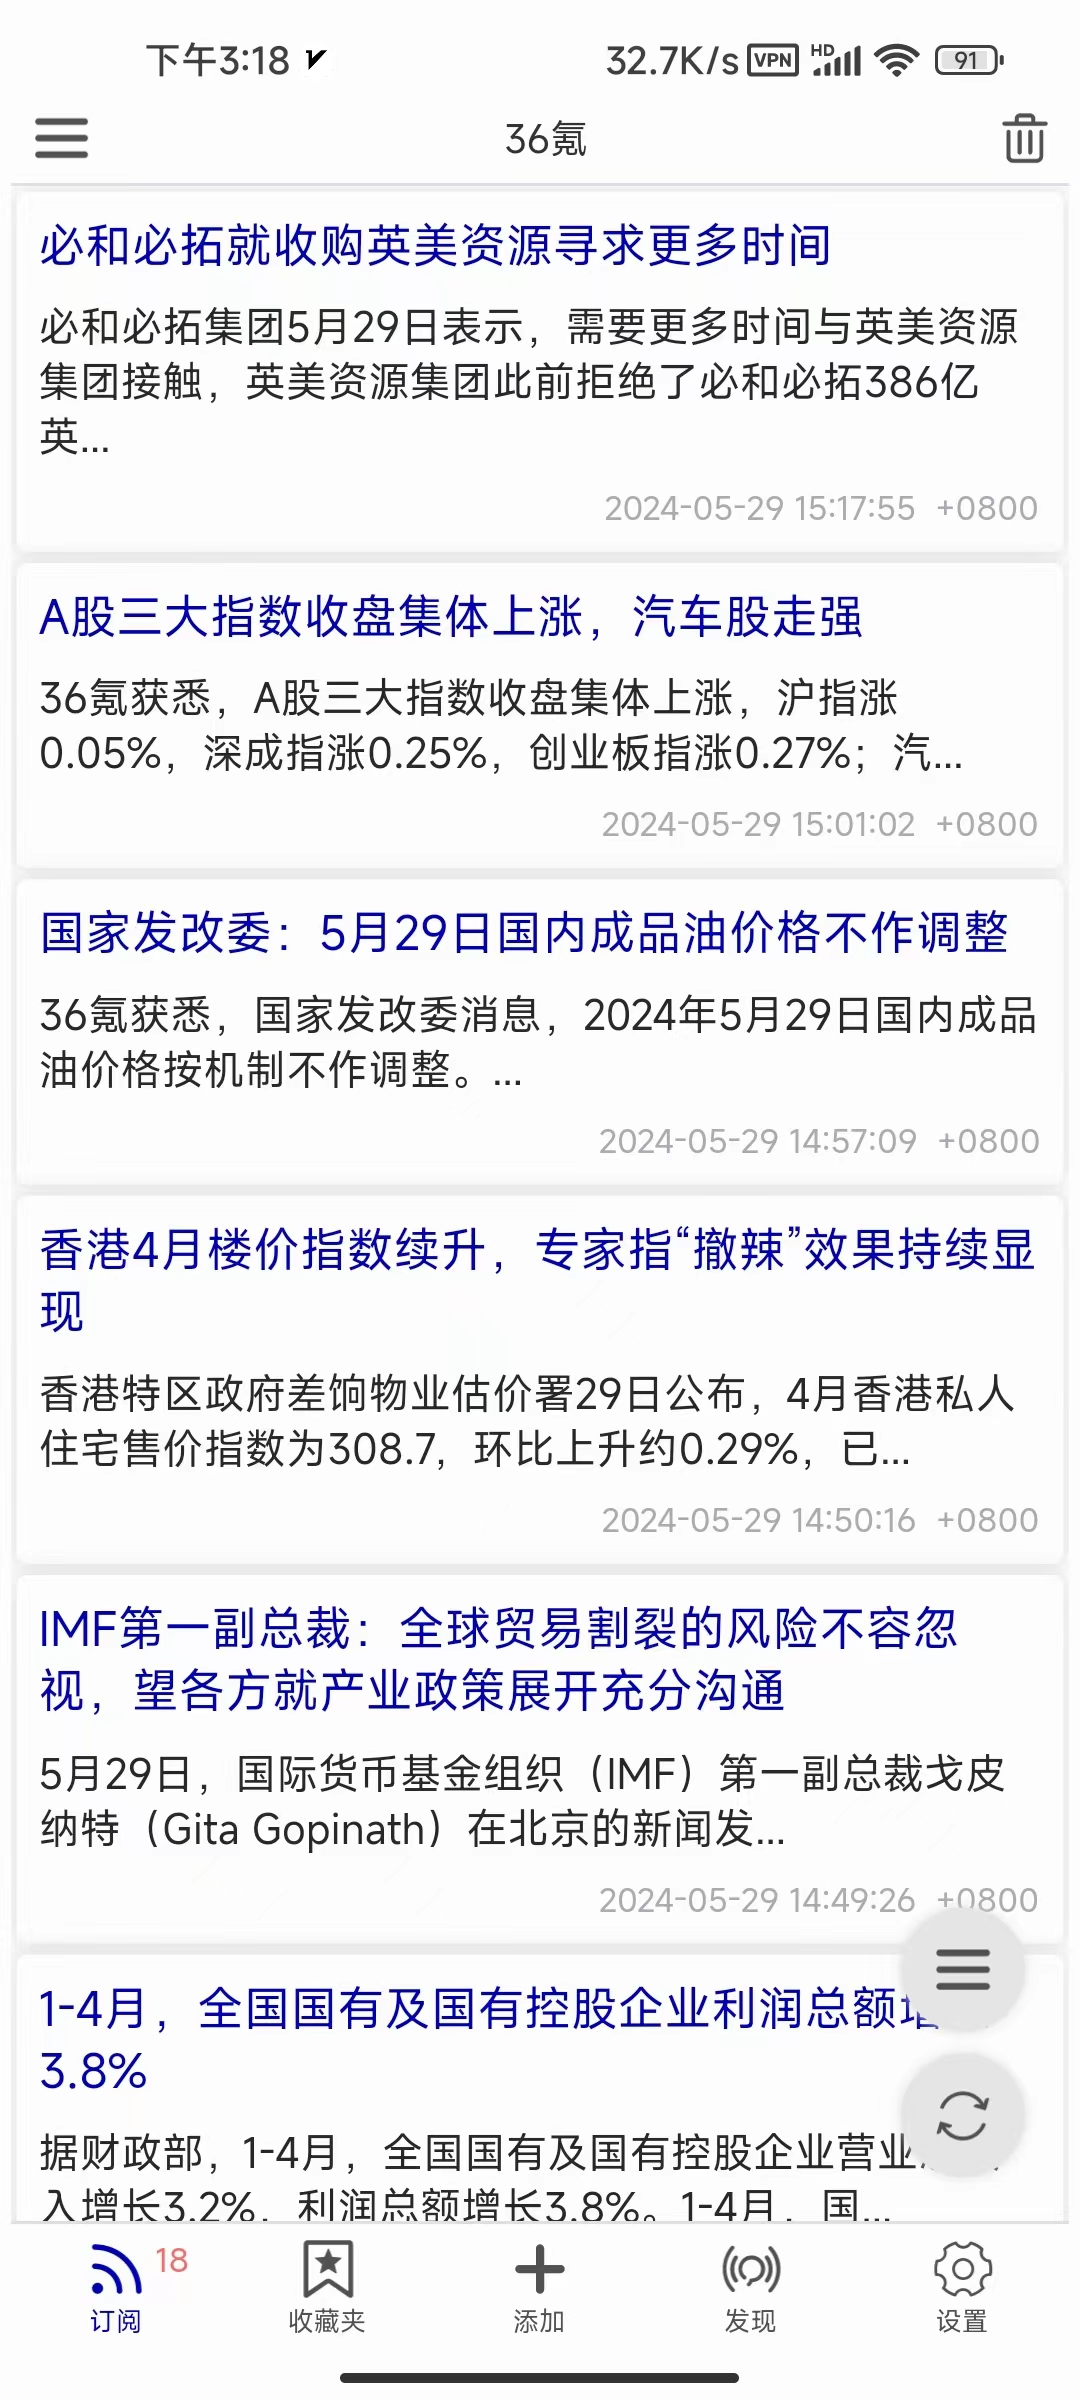 下午3:18
32.7K/s VPN HD 91
36氪
必和必拓就收购英美资源寻求更多时间
必和必拓集团5月29日表示，需要更多时间与英美资源
集团接触，英美资源集团此前拒绝了必和必拓386亿
英...
2024-05-29 15:17:55 +0800
A股三大指数收盘集体上涨，汽车股走强
36氪获悉，A股三大指数收盘集体上涨，沪指涨
0.05%，深成指涨0.25%，创业板指涨0.27%；汽...
2024-05-29 15:01:02 +0800
国家发改委：5月29日国内成品油价格不作调整
36氪获悉，国家发改委消息，2024年5月29日国内成品
油价格按机制不作调整。...
2024-05-29 14:57:09 +0800
香港4月楼价指数续升，专家指“撤辣”效果持续显
现
香港特区政府差饷物业估价署29日公布，4月香港私人
住宅售价指数为308.7，环比上升约0.29%，已...
2024-05-29 14:50:16 +0800
IMF第一副总裁：全球贸易割裂的风险不容忽
视，望各方就产业政策展开充分沟通
5月29日，国际货币基金组织（IMF）第一副总裁戈皮
纳特（Gita Gopinath）在北京的新闻发...
2024-05-29 14:49:26 +0800
1-4月，全国国有及国有控股企业利润总额增
3.8%
据财政部，1-4月，全国国有及国有控股企业营业
入增长3.2%，利润总额增长3.8%。1-4月，国...
18
订阅
收藏夹
添加
发现
设置